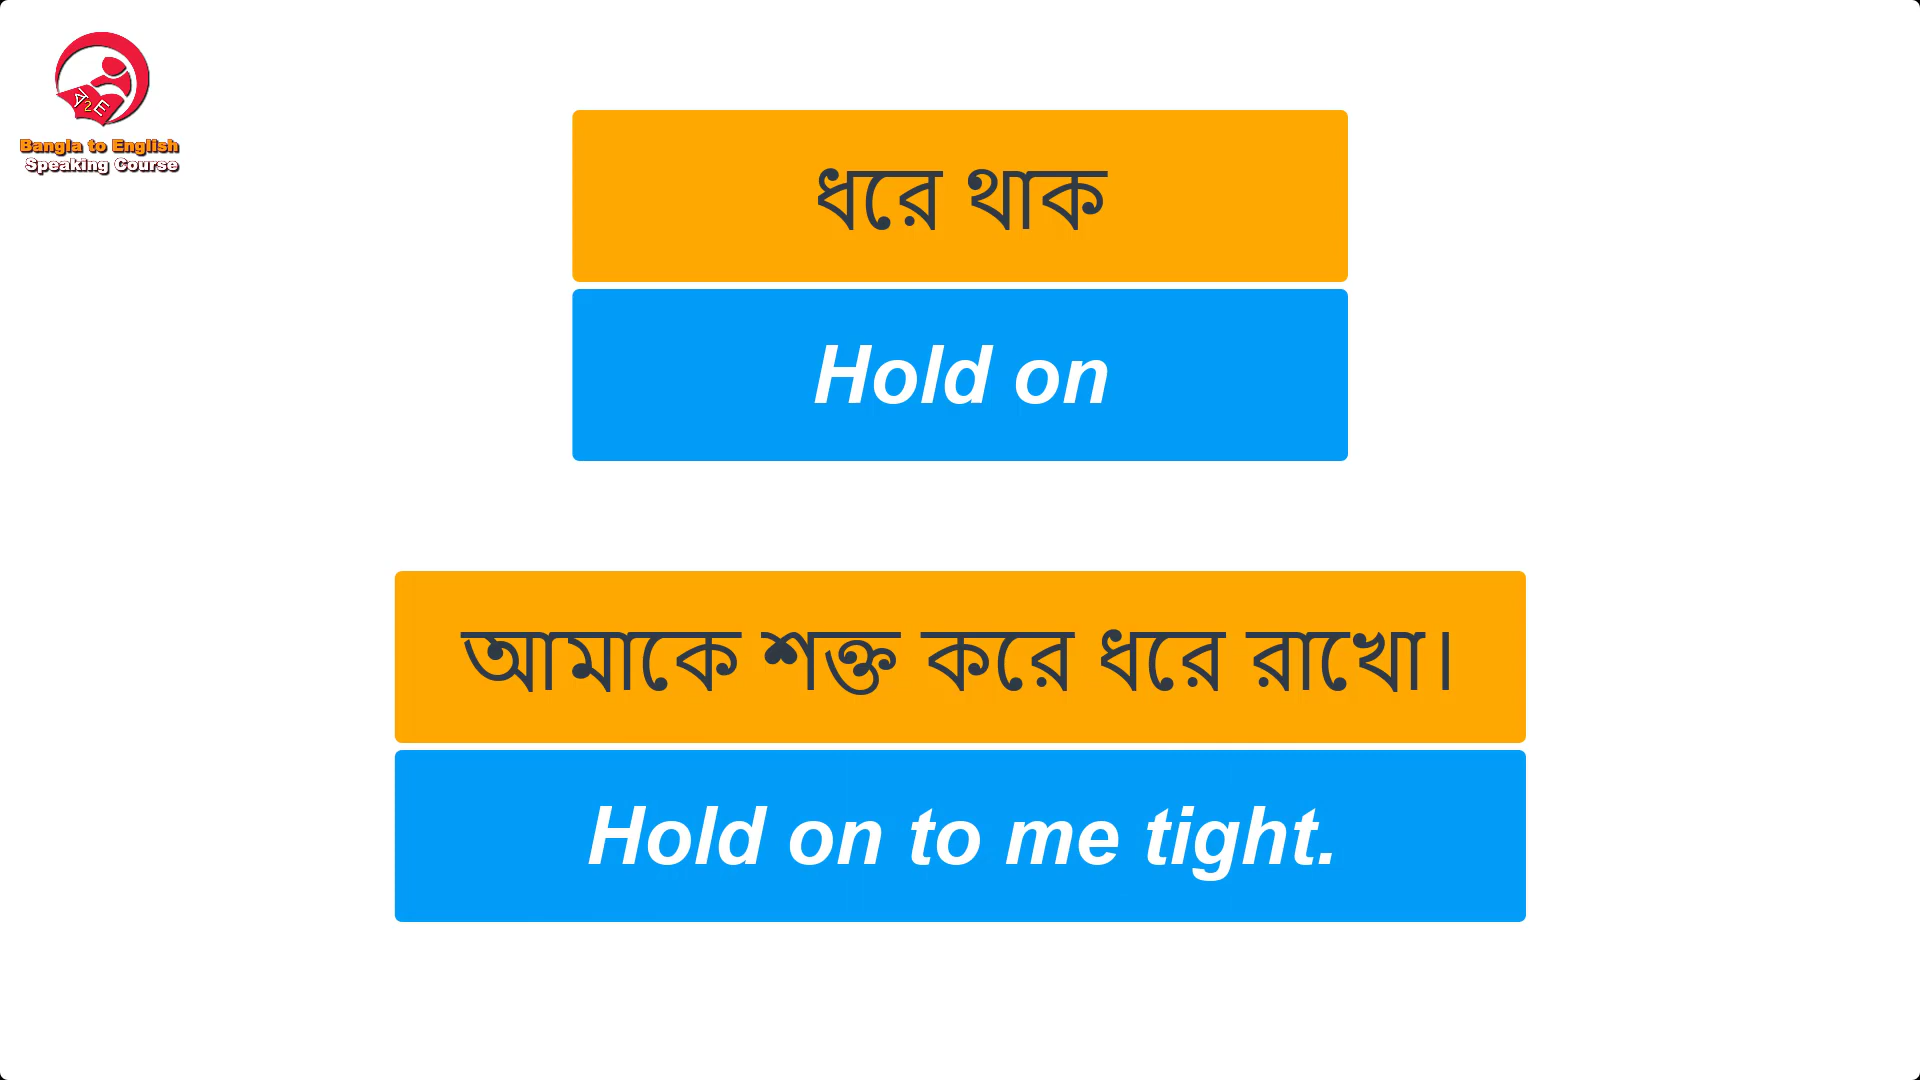 Bangla to English
Speaking Course
ধরে থাক
Hold on
আমাকে শক্ত করে ধরে রাখো।
Hold on to me tight.